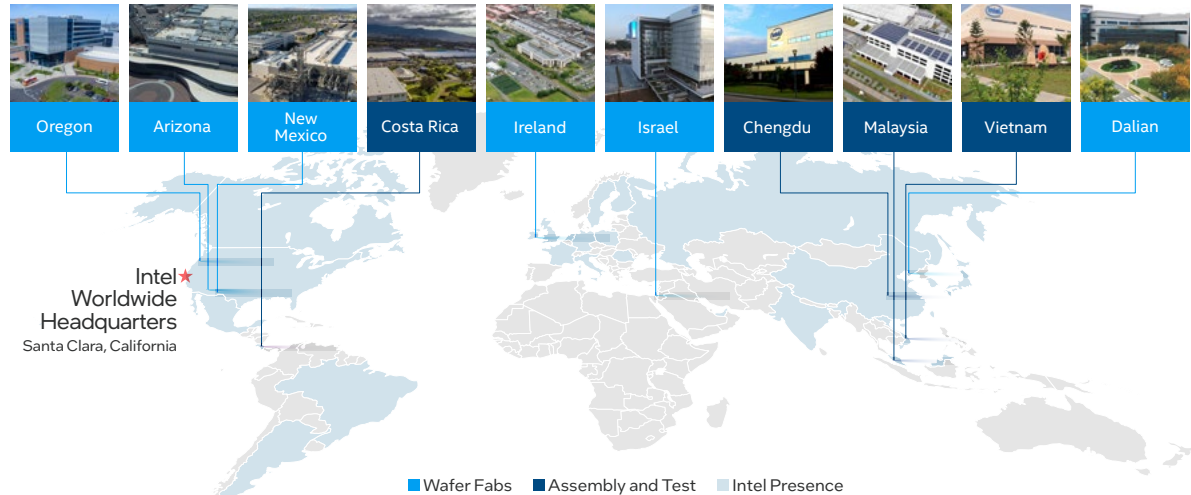 Oregon
Arizona
New
Mexico
Costa Rica
Ireland
Israel
Chengdu
Malaysia
Vietnam
Dalian
Intel
Worldwide
Headquarters
Santa Clara, California
Wafer Fabs
Assembly and Test
Intel Presence